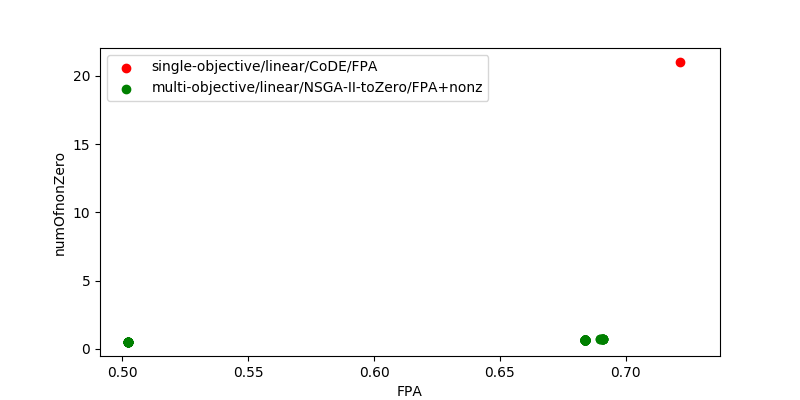 single-objective/linear/CoDE/FPA
multi-objective/linear/NSGA-II-toZero/FPA+nonz
20
15
10
5
0
numOfnonZero
0.50 0.55 0.60 0.65 0.70
FPA